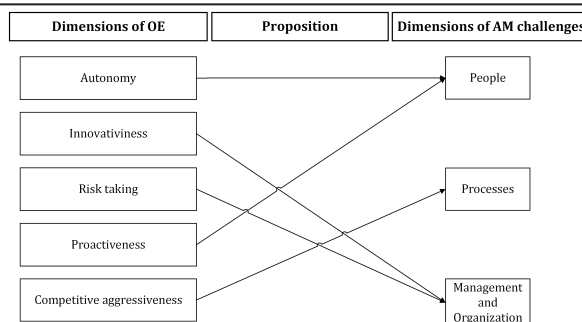 Dimensions of OE Proposition Dimensions of AM challenges
Autonomy People
Innovativiness
Risk taking Processes
Proactiveness
Competitive aggressiveness
Management
and
Organization